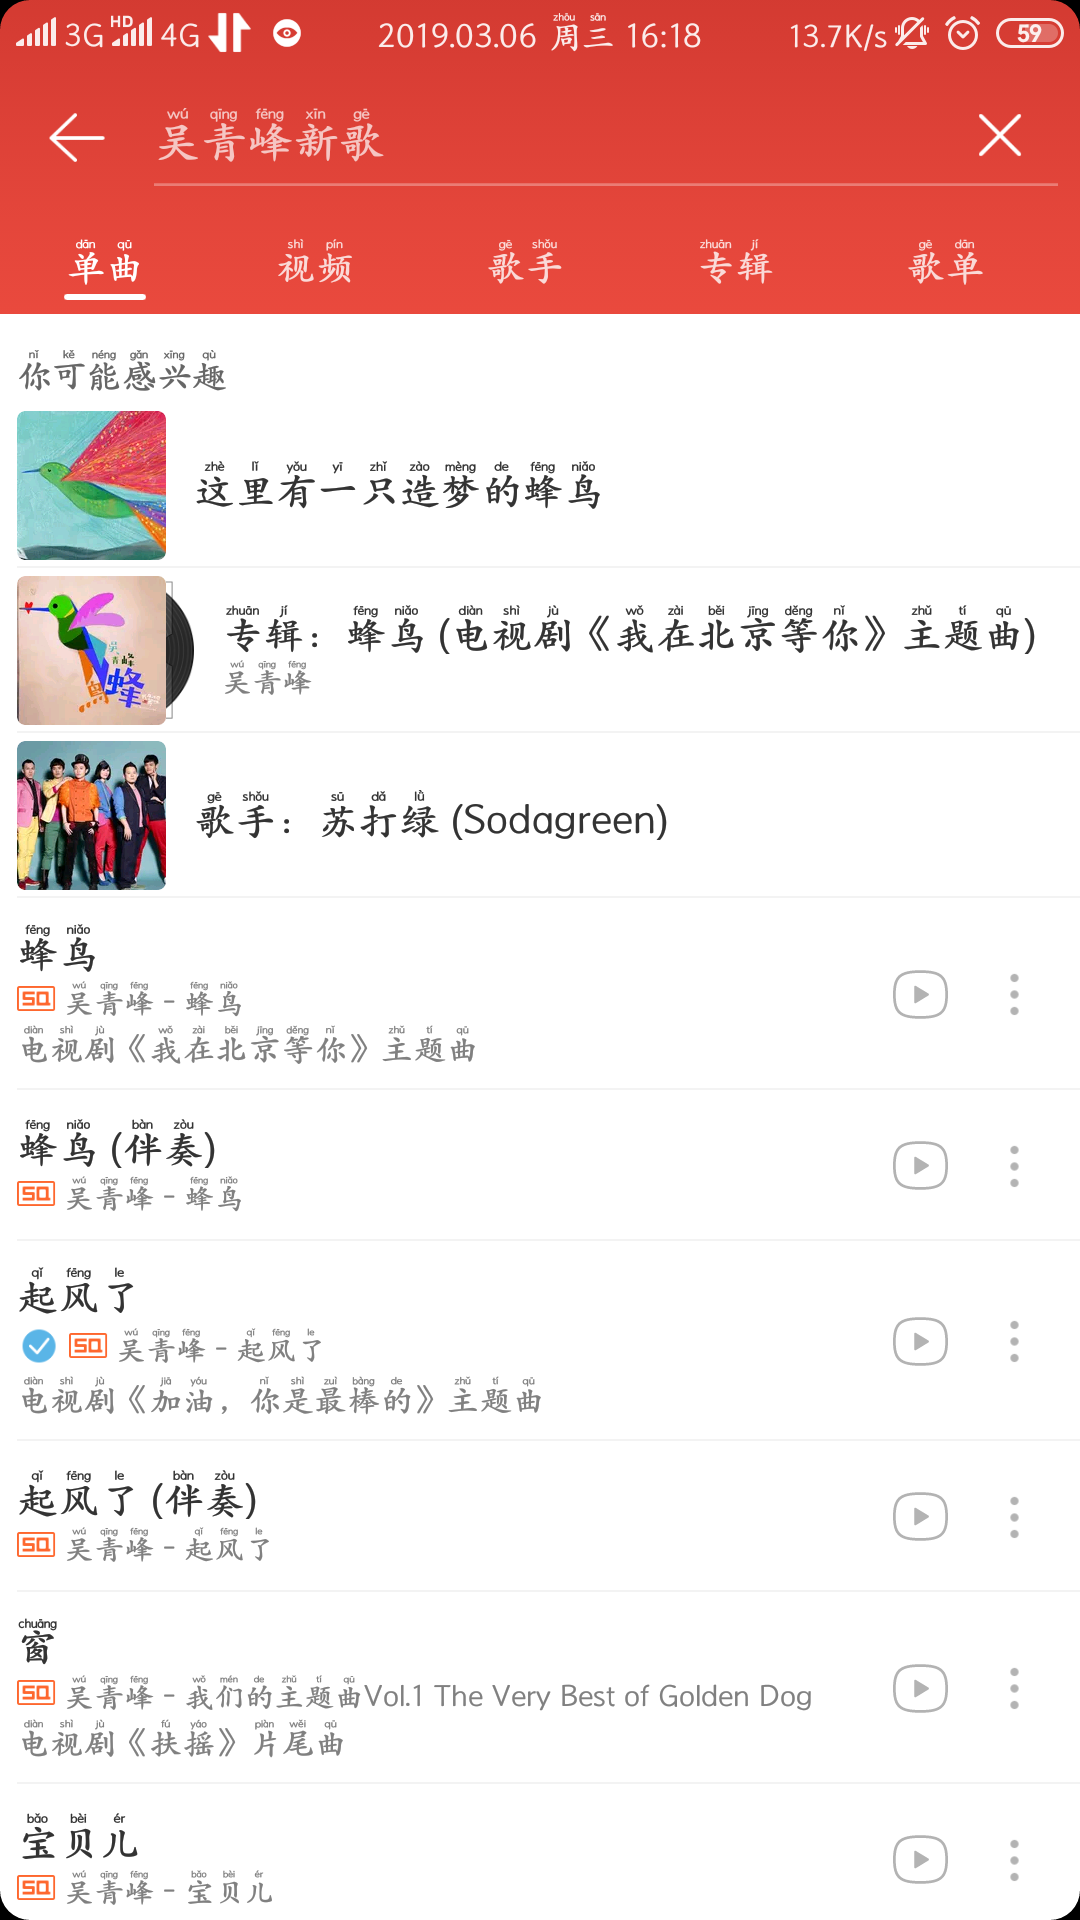 3G HD 4G 2019.03.06 周三 16:18 13.7K/s 59
吴青峰新歌
单曲 视频 歌手 专辑 歌单
你可能感兴趣
这里有一只造梦的蜂鸟
专辑：蜂鸟 (电视剧《我在北京等你》主题曲)
吴青峰
歌手：苏打绿 (Sodagreen)
蜂鸟
SQ 吴青峰 - 蜂鸟
电视剧《我在北京等你》主题曲
蜂鸟 (伴奏)
SQ 吴青峰 - 蜂鸟
起风了
SQ 吴青峰 - 起风了
电视剧《加油，你是最棒的》主题曲
起风了 (伴奏)
SQ 吴青峰 - 起风了
窗
SQ 吴青峰 - 我们的主题曲Vol.1 The Very Best of Golden Dog
电视剧《扶摇》片尾曲
宝贝儿
SQ 吴青峰 - 宝贝儿